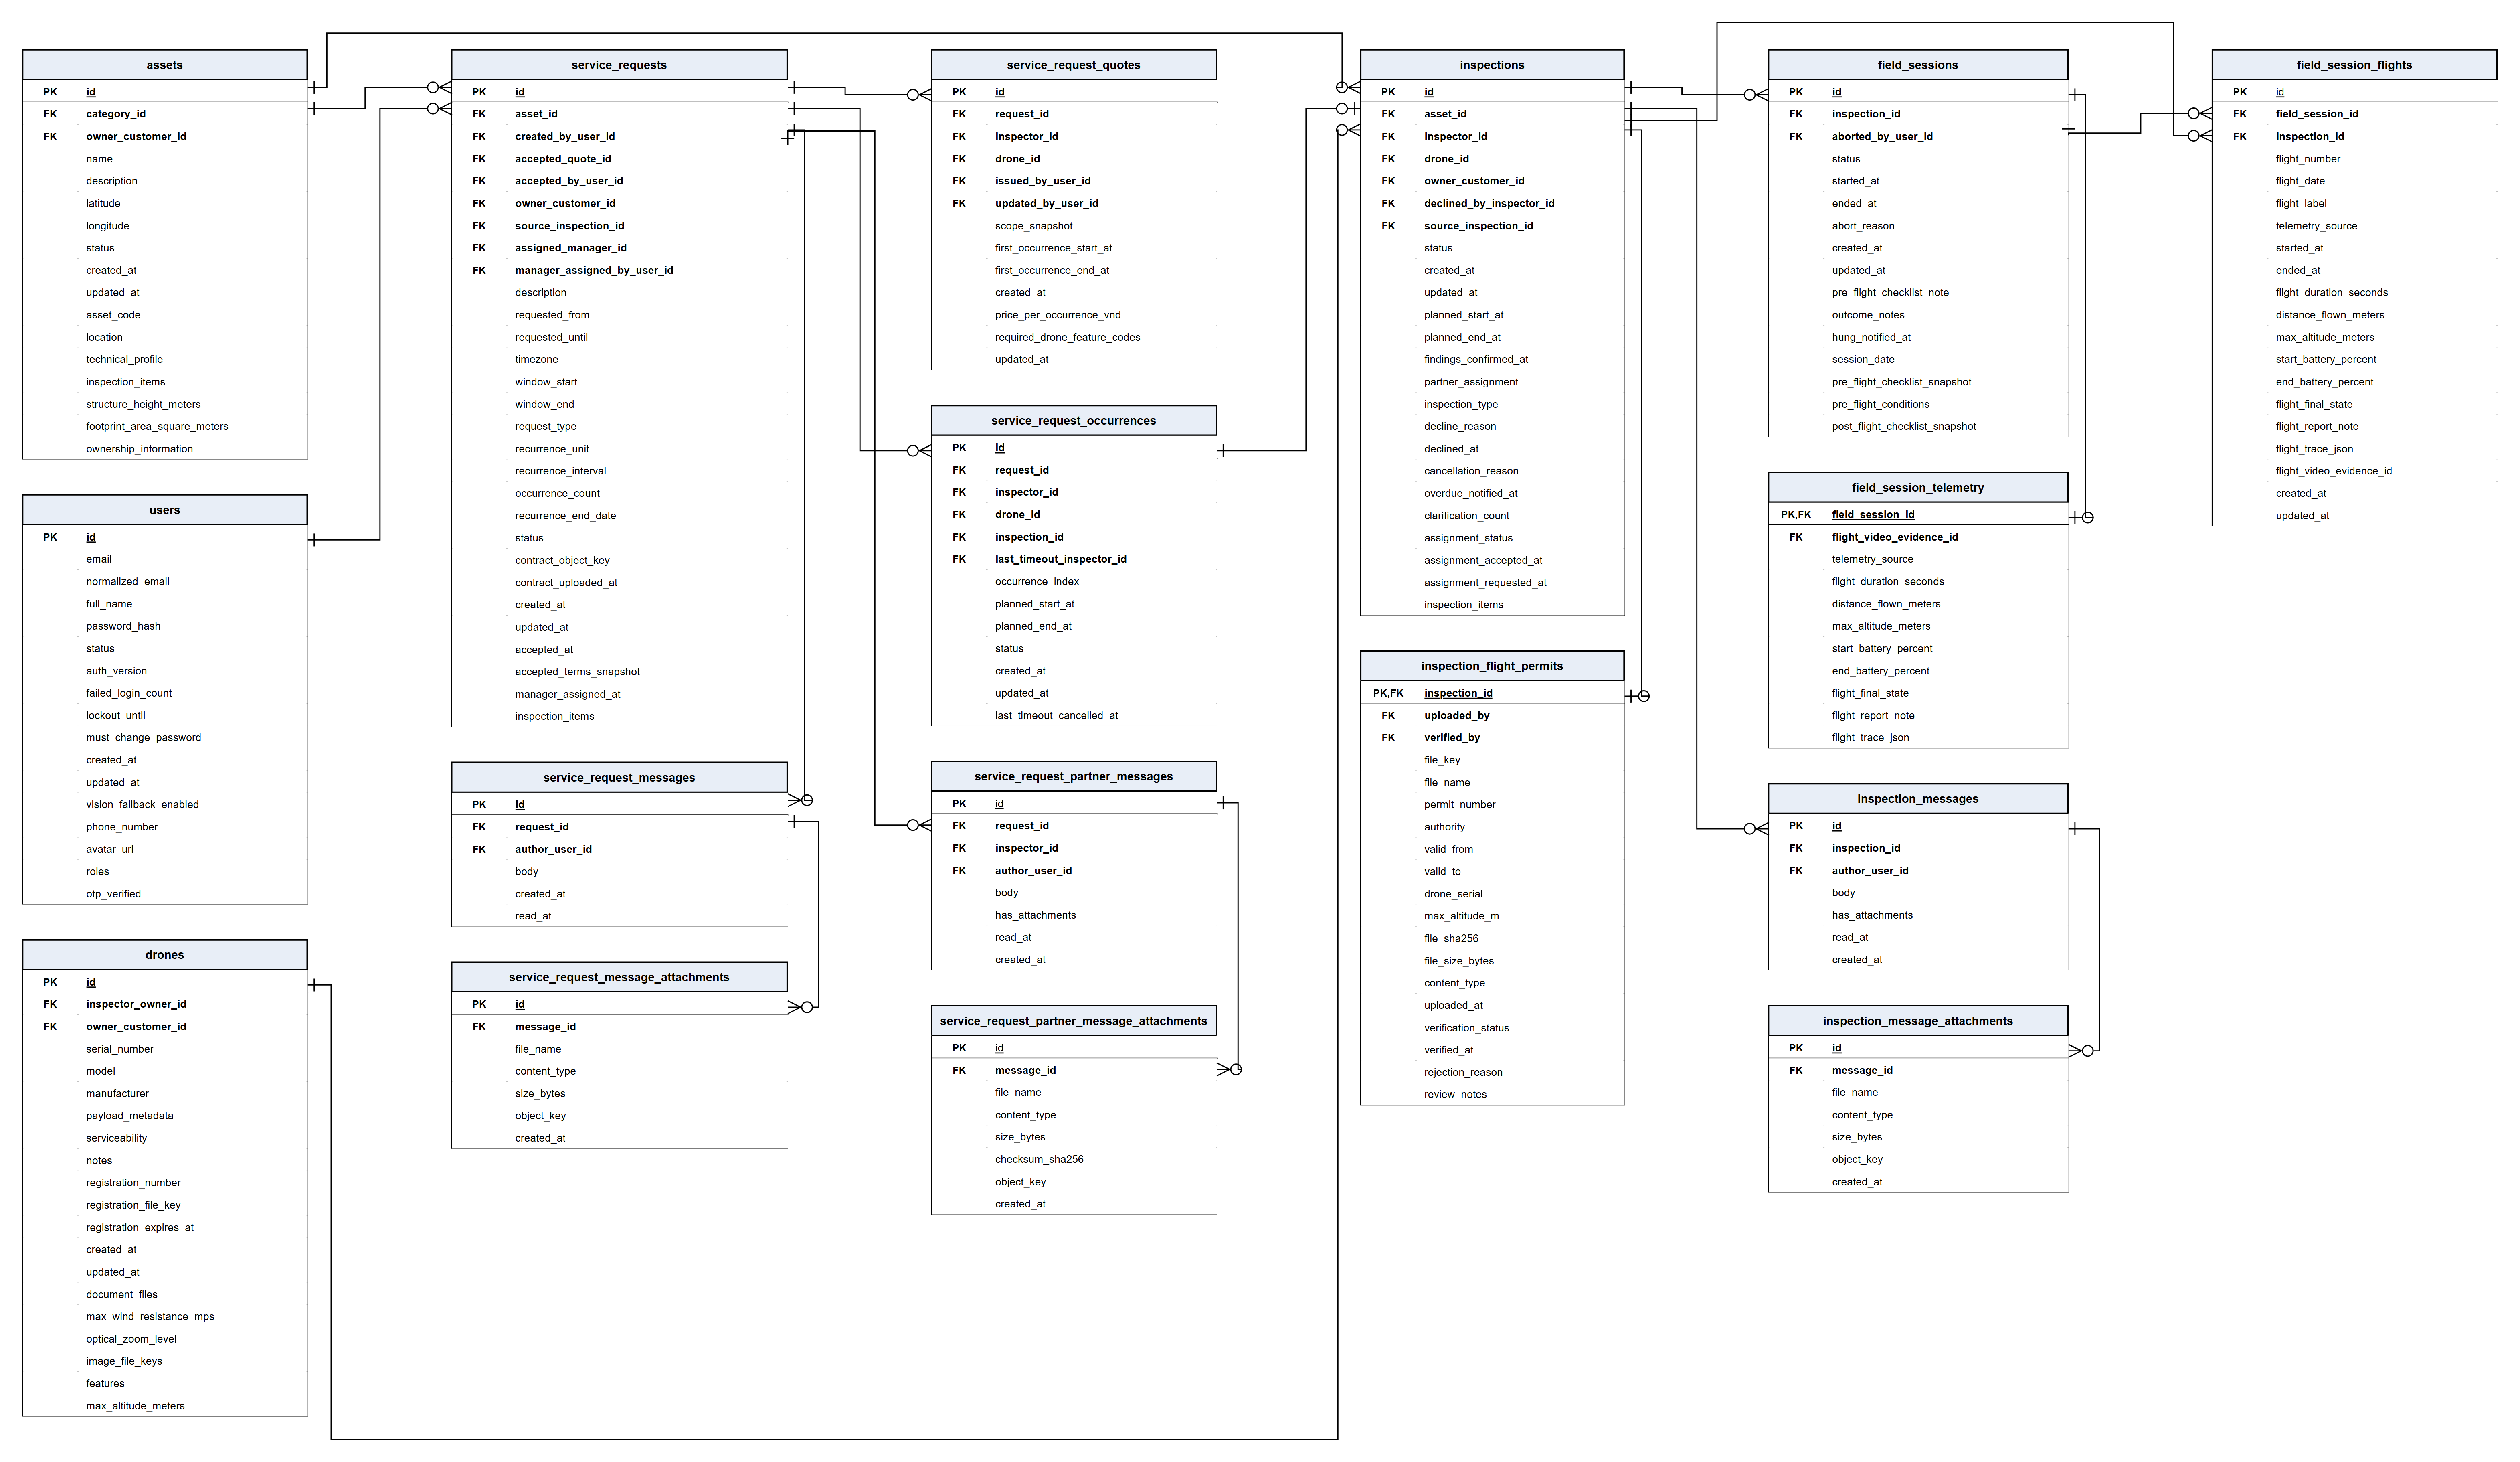 assets
PK id
FK category_id
FK owner_customer_id
name
description
latitude
longitude
status
created_at
updated_at
asset_code
location
technical_profile
inspection_items
structure_height_meters
footprint_area_square_meters
ownership_information
users
PK id
email
normalized_email
full_name
password_hash
status
auth_version
failed_login_count
lockout_until
must_change_password
created_at
updated_at
vision_fallback_enabled
phone_number
avatar_url
roles
otp_verified
drones
PK id
FK inspector_owner_id
FK owner_customer_id
serial_number
model
manufacturer
payload_metadata
serviceability
notes
registration_number
registration_file_key
registration_expires_at
created_at
updated_at
document_files
max_wind_resistance_mps
optical_zoom_level
image_file_keys
features
max_altitude_meters
service_requests
PK id
FK asset_id
FK created_by_user_id
FK accepted_quote_id
FK accepted_by_user_id
FK owner_customer_id
FK source_inspection_id
FK assigned_manager_id
FK manager_assigned_by_user_id
description
requested_from
requested_until
timezone
window_start
window_end
request_type
recurrence_unit
recurrence_interval
occurrence_count
recurrence_end_date
status
contract_object_key
contract_uploaded_at
created_at
updated_at
accepted_at
accepted_terms_snapshot
manager_assigned_at
inspection_items
service_request_messages
PK id
FK request_id
FK author_user_id
body
created_at
read_at
service_request_message_attachments
PK id
FK message_id
file_name
content_type
size_bytes
object_key
created_at
service_request_quotes
PK id
FK request_id
FK inspector_id
FK drone_id
FK issued_by_user_id
FK updated_by_user_id
scope_snapshot
first_occurrence_start_at
first_occurrence_end_at
created_at
price_per_occurrence_vnd
required_drone_feature_codes
updated_at
service_request_occurrences
PK id
FK request_id
FK inspector_id
FK drone_id
FK inspection_id
FK last_timeout_inspector_id
occurrence_index
planned_start_at
planned_end_at
status
created_at
updated_at
last_timeout_cancelled_at
service_request_partner_messages
PK id
FK request_id
FK inspector_id
FK author_user_id
body
has_attachments
read_at
created_at
service_request_partner_message_attachments
PK id
FK message_id
file_name
content_type
size_bytes
checksum_sha256
object_key
created_at
inspections
PK id
FK asset_id
FK inspector_id
FK drone_id
FK owner_customer_id
FK declined_by_inspector_id
FK source_inspection_id
status
created_at
updated_at
planned_start_at
planned_end_at
findings_confirmed_at
partner_assignment
inspection_type
decline_reason
declined_at
cancellation_reason
overdue_notified_at
clarification_count
assignment_status
assignment_accepted_at
assignment_requested_at
inspection_items
inspection_flight_permits
PK,FK inspection_id
FK uploaded_by
FK verified_by
file_key
file_name
permit_number
authority
valid_from
valid_to
drone_serial
max_altitude_m
file_sha256
file_size_bytes
content_type
uploaded_at
verification_status
verified_at
rejection_reason
review_notes
field_sessions
PK id
FK inspection_id
FK aborted_by_user_id
status
started_at
ended_at
abort_reason
created_at
updated_at
pre_flight_checklist_note
outcome_notes
hung_notified_at
session_date
pre_flight_checklist_snapshot
pre_flight_conditions
post_flight_checklist_snapshot
field_session_telemetry
PK,FK field_session_id
FK flight_video_evidence_id
telemetry_source
flight_duration_seconds
distance_flown_meters
max_altitude_meters
start_battery_percent
end_battery_percent
flight_final_state
flight_report_note
flight_trace_json
inspection_messages
PK id
FK inspection_id
FK author_user_id
body
has_attachments
read_at
created_at
inspection_message_attachments
PK id
FK message_id
file_name
content_type
size_bytes
object_key
created_at
field_session_flights
PK id
FK field_session_id
FK inspection_id
flight_number
flight_date
flight_label
telemetry_source
started_at
ended_at
flight_duration_seconds
distance_flown_meters
max_altitude_meters
start_battery_percent
end_battery_percent
flight_final_state
flight_report_note
flight_trace_json
flight_video_evidence_id
created_at
updated_at